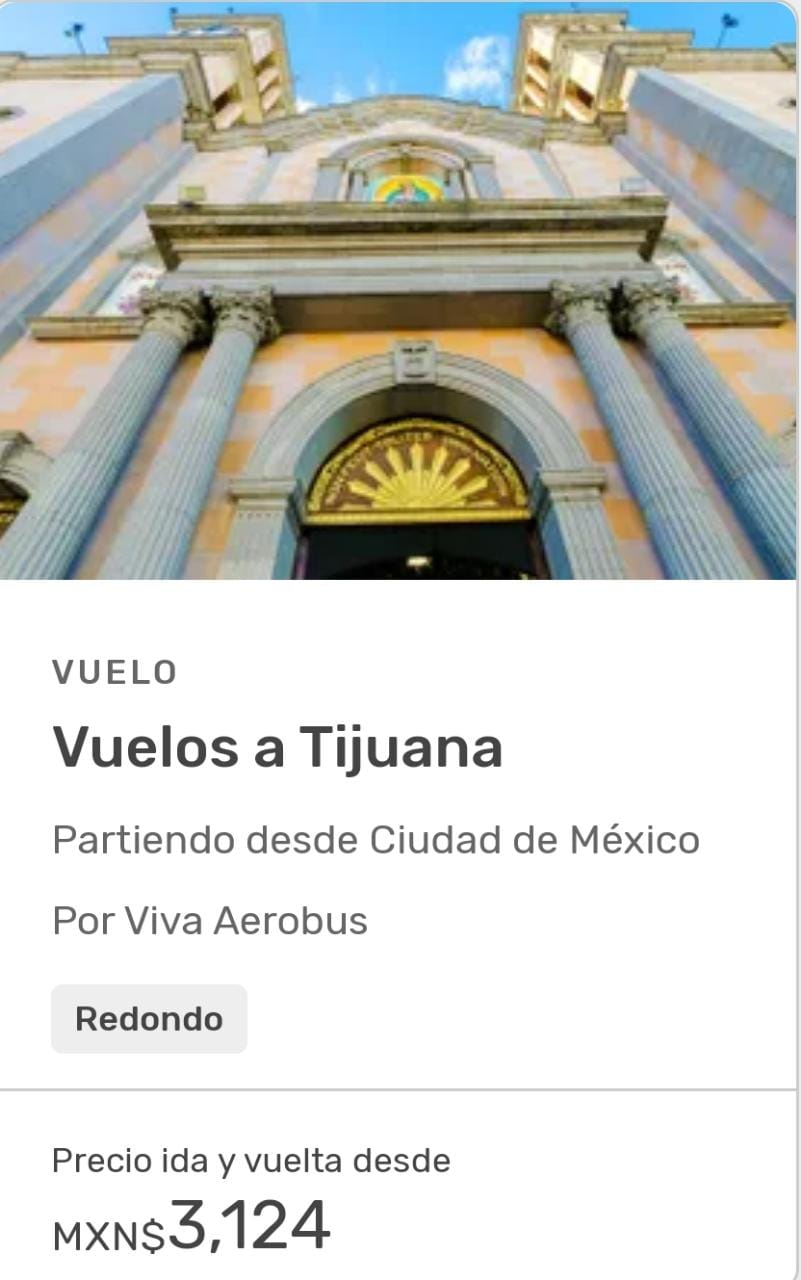 VUELO
Vuelos a Tijuana
Partiendo desde Ciudad de México
Por Viva Aerobus
Redondo
Precio ida y vuelta desde
MXN$3,124